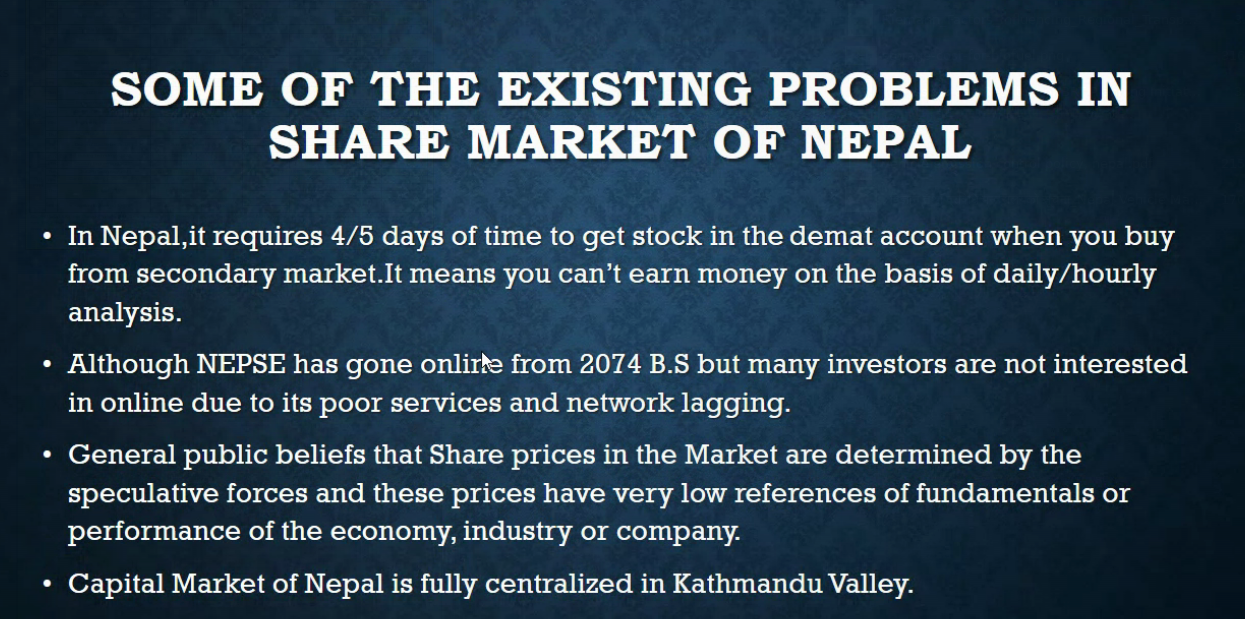 SOME OF THE EXISTING PROBLEMS IN
SHARE MARKET OF NEPAL
• In Nepal,it requires 4/5 days of time to get stock in the demat account when you buy
from secondary market.It means you can’t earn money on the basis of daily/hourly
analysis.
• Although NEPSE has gone online from 2074 B.S but many investors are not interested
in online due to its poor services and network lagging.
• General public beliefs that Share prices in the Market are determined by the
speculative forces and these prices have very low references of fundamentals or
performance of the economy, industry or company.
• Capital Market of Nepal is fully centralized in Kathmandu Valley.